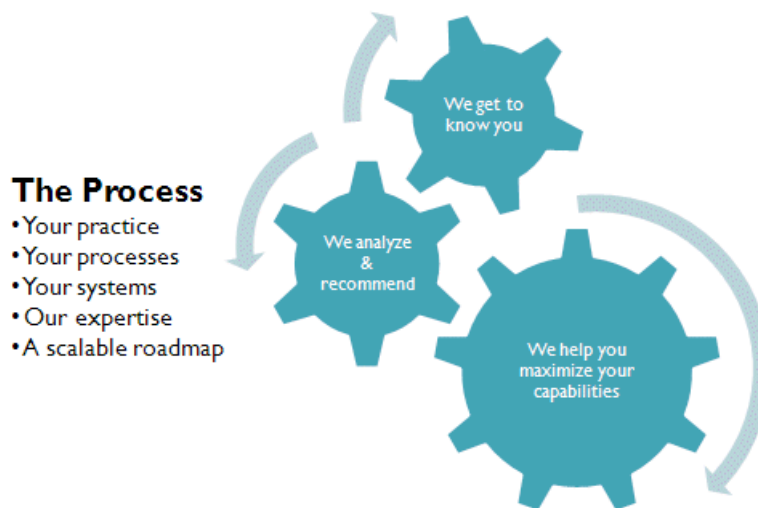 The Process
•Your practice
•Your processes
•Your systems
•Our expertise
•A scalable roadmap
We get to
know you
We analyze
&
recommend
We help you
maximize your
capabilities